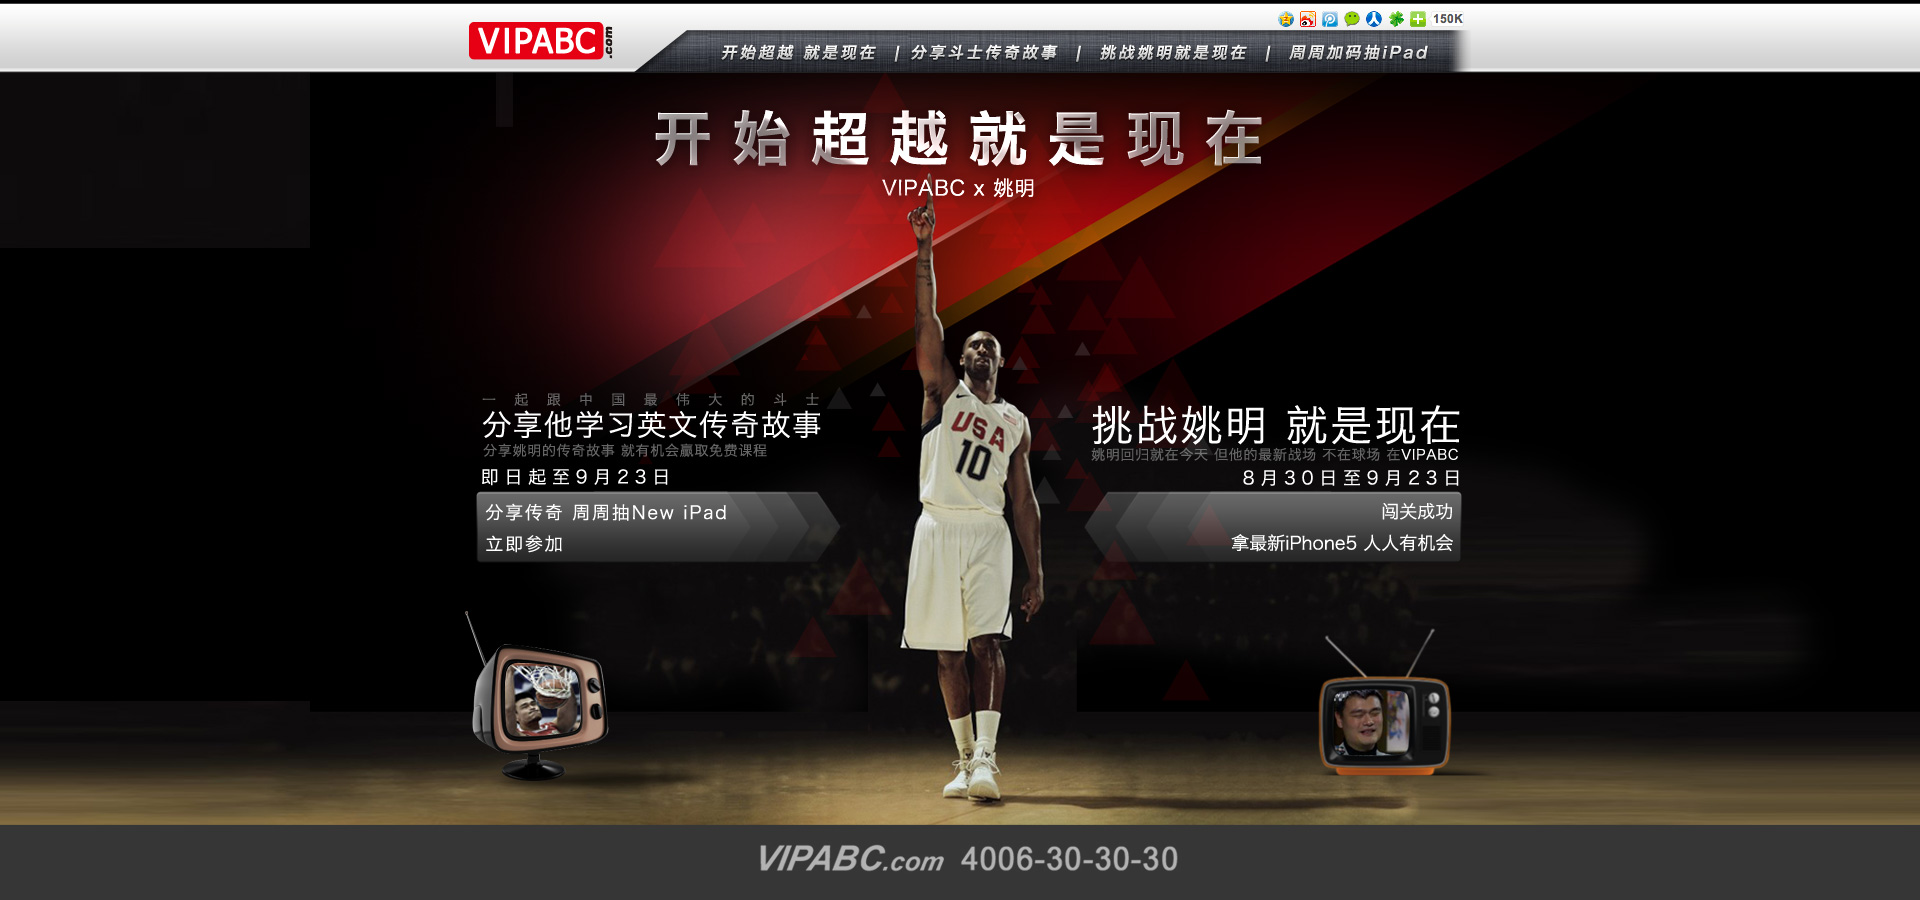 VIPABC.com
150K
开始超越 就是现在 | 分享斗士传奇故事 | 挑战姚明就是现在 | 周周加码抽iPad
开始超越就是现在
VIPABC x 姚明
一起跟中国最伟大的斗士
分享他学习英文传奇故事
分享姚明的传奇故事 就有机会赢取免费课程
即日起至9月23日
分享传奇 周周抽New iPad
立即参加
挑战姚明 就是现在
姚明回归就在今天 但他的最新战场 不在球场 在VIPABC
8月30日至9月23日
闯关成功
拿最新iPhone5 人人有机会
USA
10
VIPABC.com 4006-30-30-30